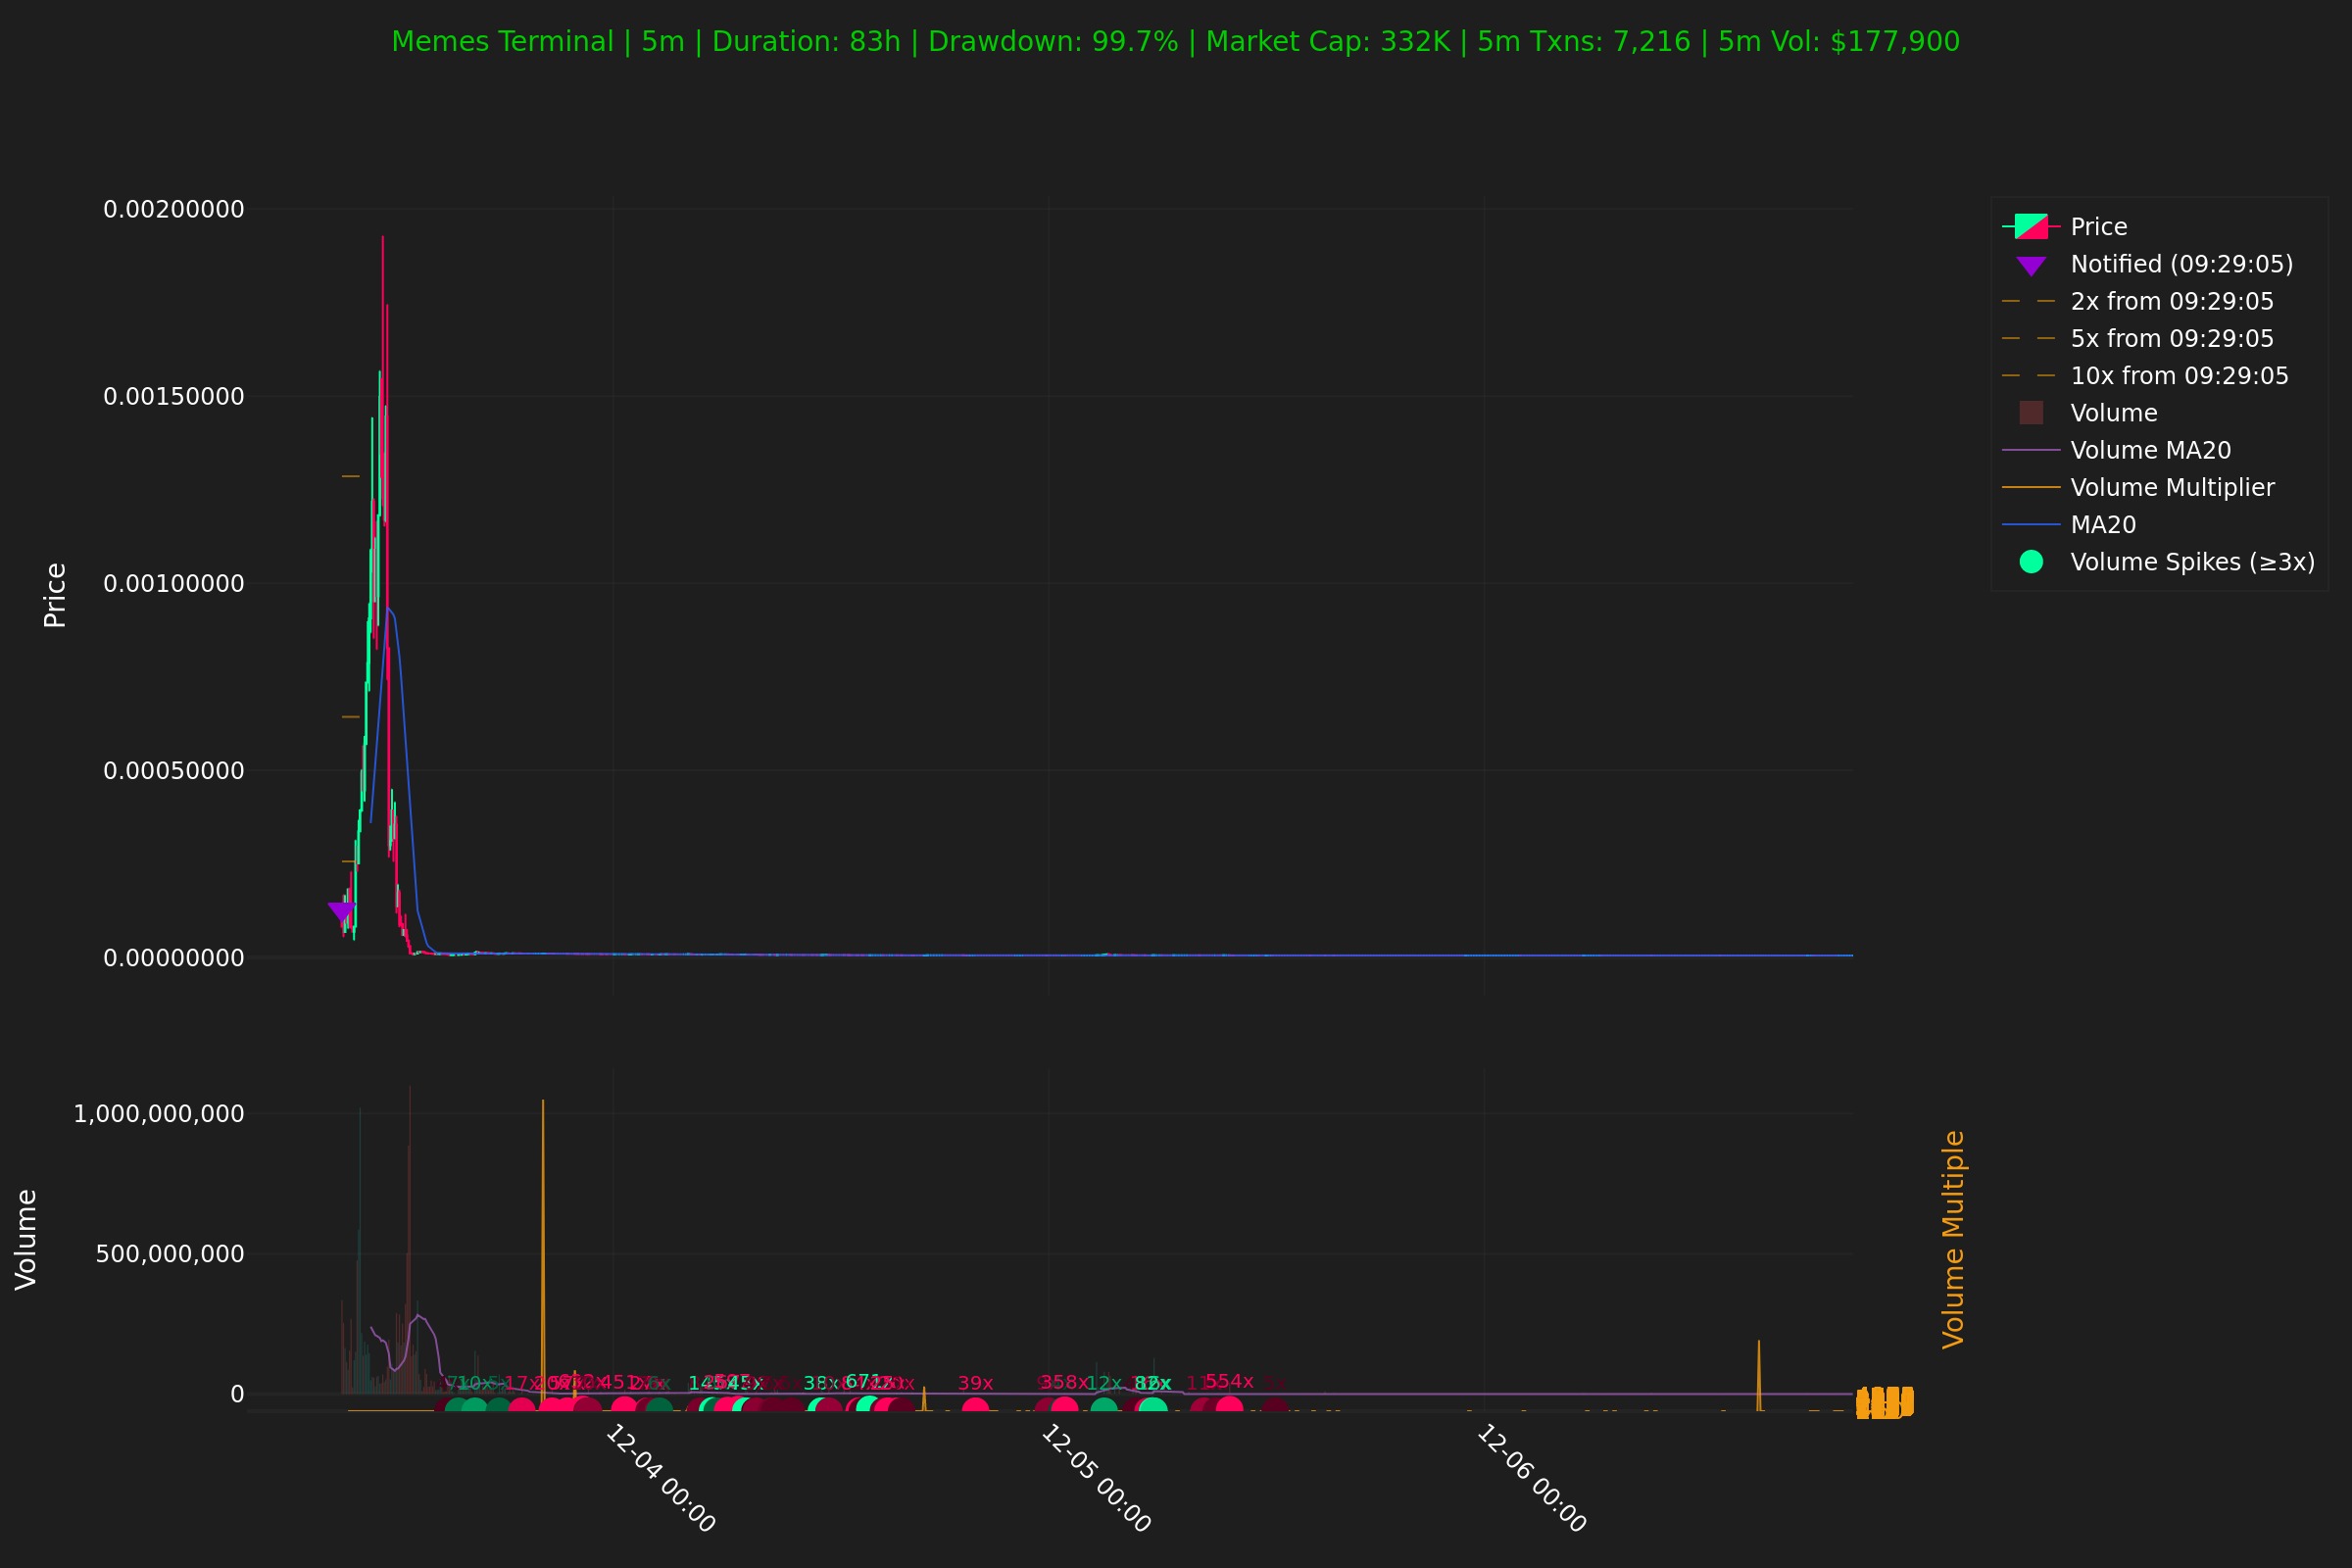 Memes Terminal | 5m | Duration: 83h | Drawdown: 99.7% | Market Cap: 332K | 5m Txns: 7,216 | 5m Vol: $177,900
Price
0.00200000
0.00150000
0.00100000
0.00050000
0.00000000
Price
Notified (09:29:05)
2x from 09:29:05
5x from 09:29:05
10x from 09:29:05
Volume
Volume MA20
Volume Multiplier
MA20
Volume Spikes (≥3x)
Volume
1,000,000,000
500,000,000
0
Volume Multiple
10x
17x
38x
39x
358x
12x
554x
12-04 00:00
12-05 00:00
12-06 00:00